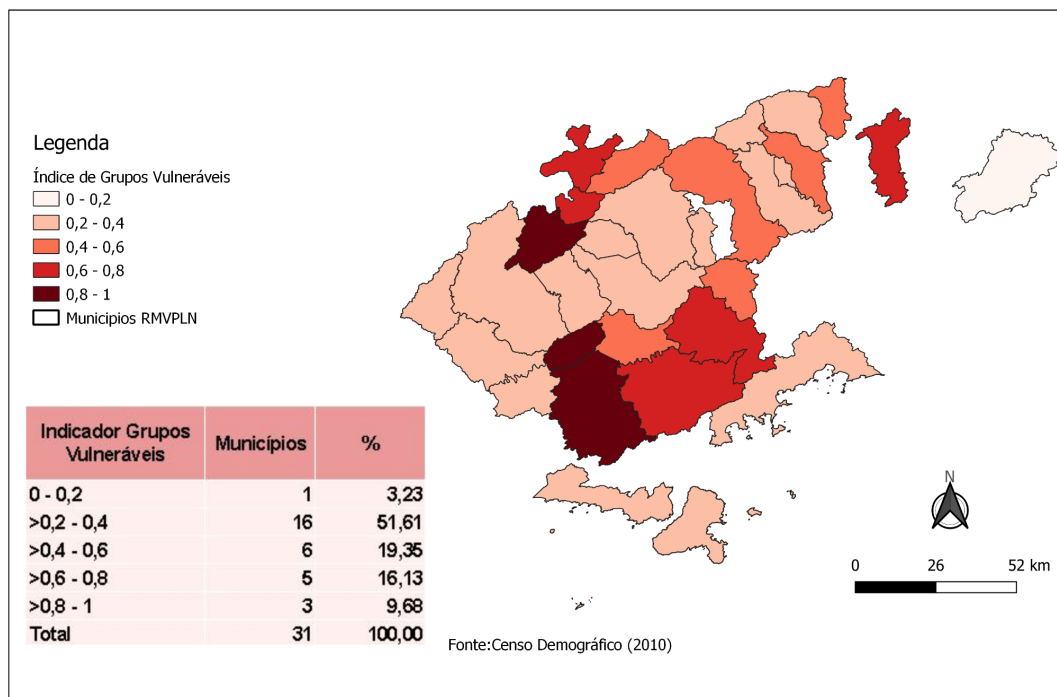 Legenda
Índice de Grupos Vulneráveis
0 - 0,2
0,2 - 0,4
0,4 - 0,6
0,6 - 0,8
0,8 - 1
Municipios RMVPLN
Indicador Grupos Vulneráveis Municípios %
0 - 0,2 1 3,23
>0,2 - 0,4 16 51,61
>0,4 - 0,6 6 19,35
>0,6 - 0,8 5 16,13
>0,8 - 1 3 9,68
Total 31 100,00
Fonte:Censo Demográfico (2010)
N
0 26 52 km